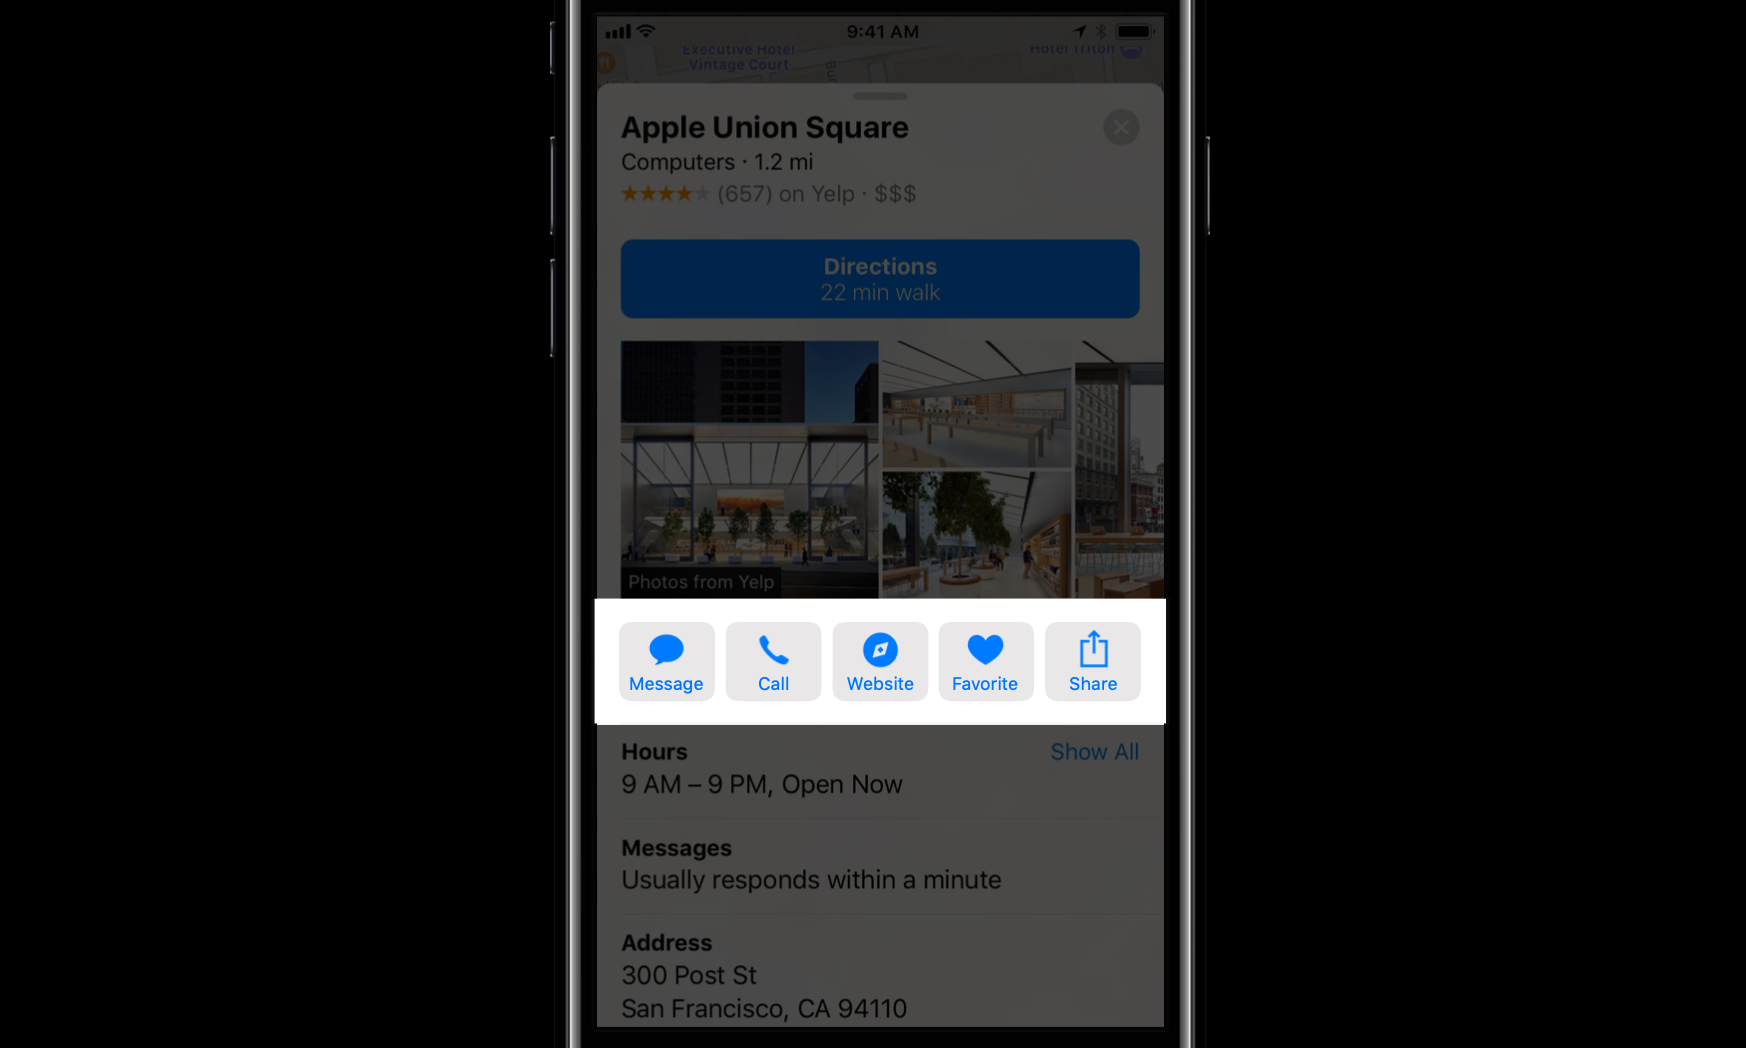 9:41 AM
Executive Hotel
Vintage Court
Hotel Triton
Bu
Apple Union Square
Computers · 1.2 mi
(657) on Yelp · $$$
Directions
22 min walk
Photos from Yelp
Message
Call
Website
Favorite
Share
Hours
Show All
9 AM – 9 PM, Open Now
Messages
Usually responds within a minute
Address
300 Post St
San Francisco, CA 94110